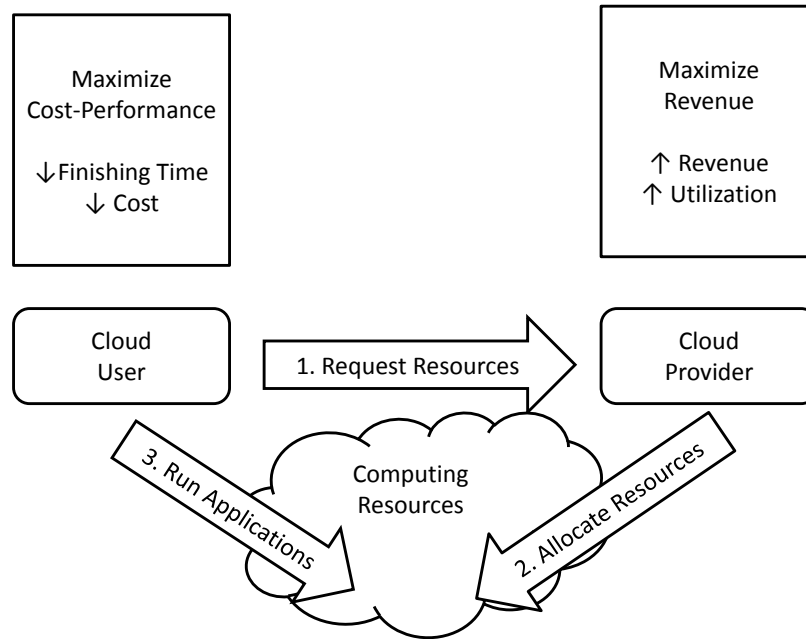 Maximize
Cost-Performance
↓Finishing Time
↓ Cost
Maximize
Revenue
↑ Revenue
↑ Utilization
Cloud
User
1. Request Resources
Cloud
Provider
3. Run Applications
Computing
Resources
2. Allocate Resources